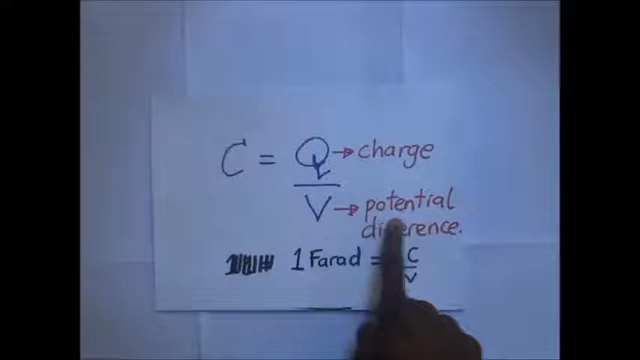 C = Q → charge
V → potential
difference.
1 Farad = C
V